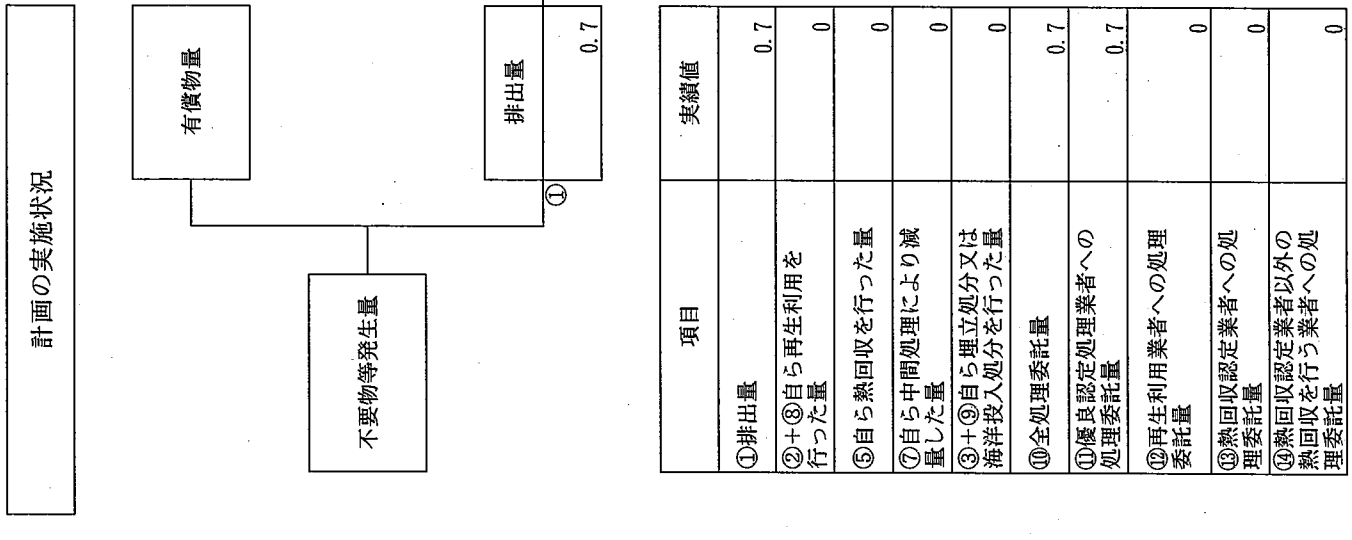 計画の実施状況
有償物量
不要物等発生量
排出量
①
0.7
項目
実績値
①排出量
0.7
②+⑧自ら再生利用を
行った量
0
⑤自ら熱回収を行った量
0
⑦自ら中間処理により減
量した量
0
③+⑨自ら埋立処分又は
海洋投入処分を行った量
0
⑩全処理委託量
0.7
⑪優良認定処理業者への
処理委託量
0.7
⑫再生利用業者への処理
委託量
0
⑬熱回収認定業者への処
理委託量
0
⑭熱回収認定業者以外の
熱回収を行う業者への処
理委託量
0